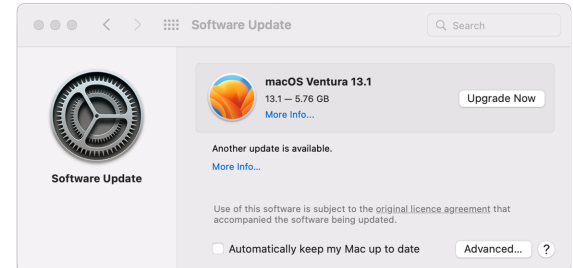 Software Update
Search
macOS Ventura 13.1
13.1 — 5.76 GB
More Info...
Upgrade Now
Another update is available.
More Info...
Software Update
Use of this software is subject to the original licence agreement that
accompanied the software being updated.
Automatically keep my Mac up to date
Advanced...
?